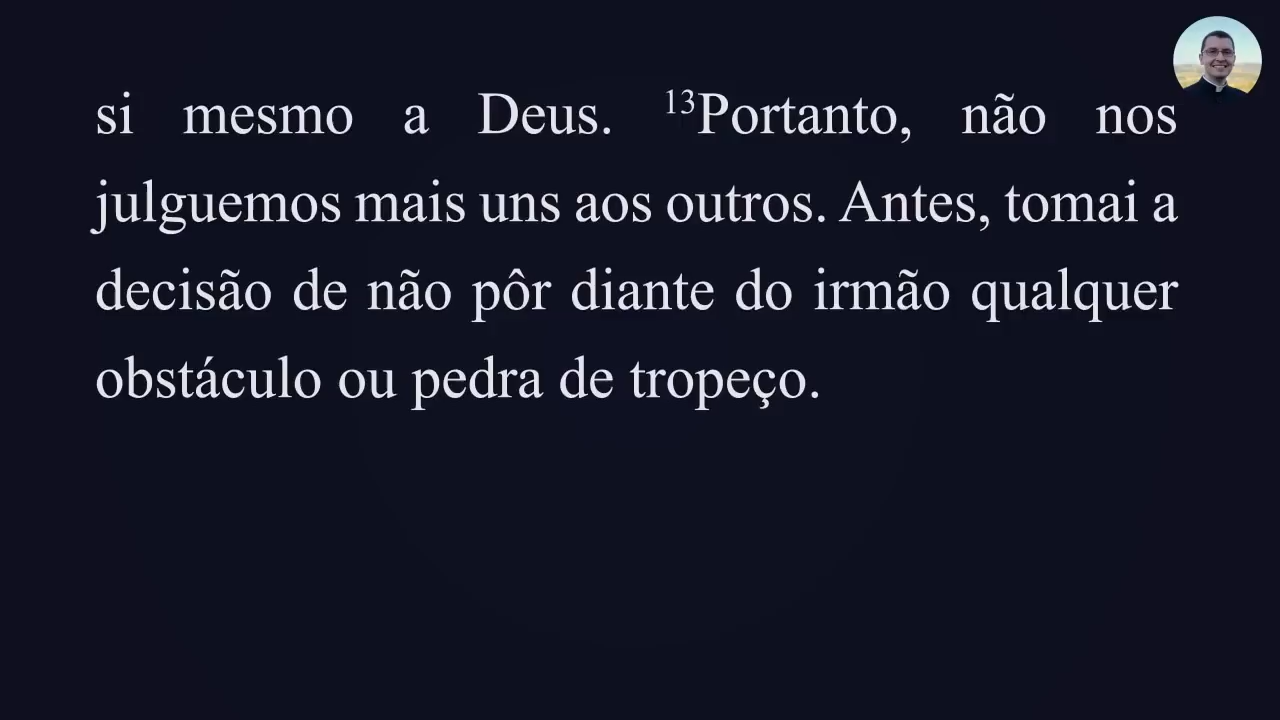 si mesmo a Deus. ¹³Portanto, não nos
julguemos mais uns aos outros. Antes, tomai a
decisão de não pôr diante do irmão qualquer
obstáculo ou pedra de tropeço.